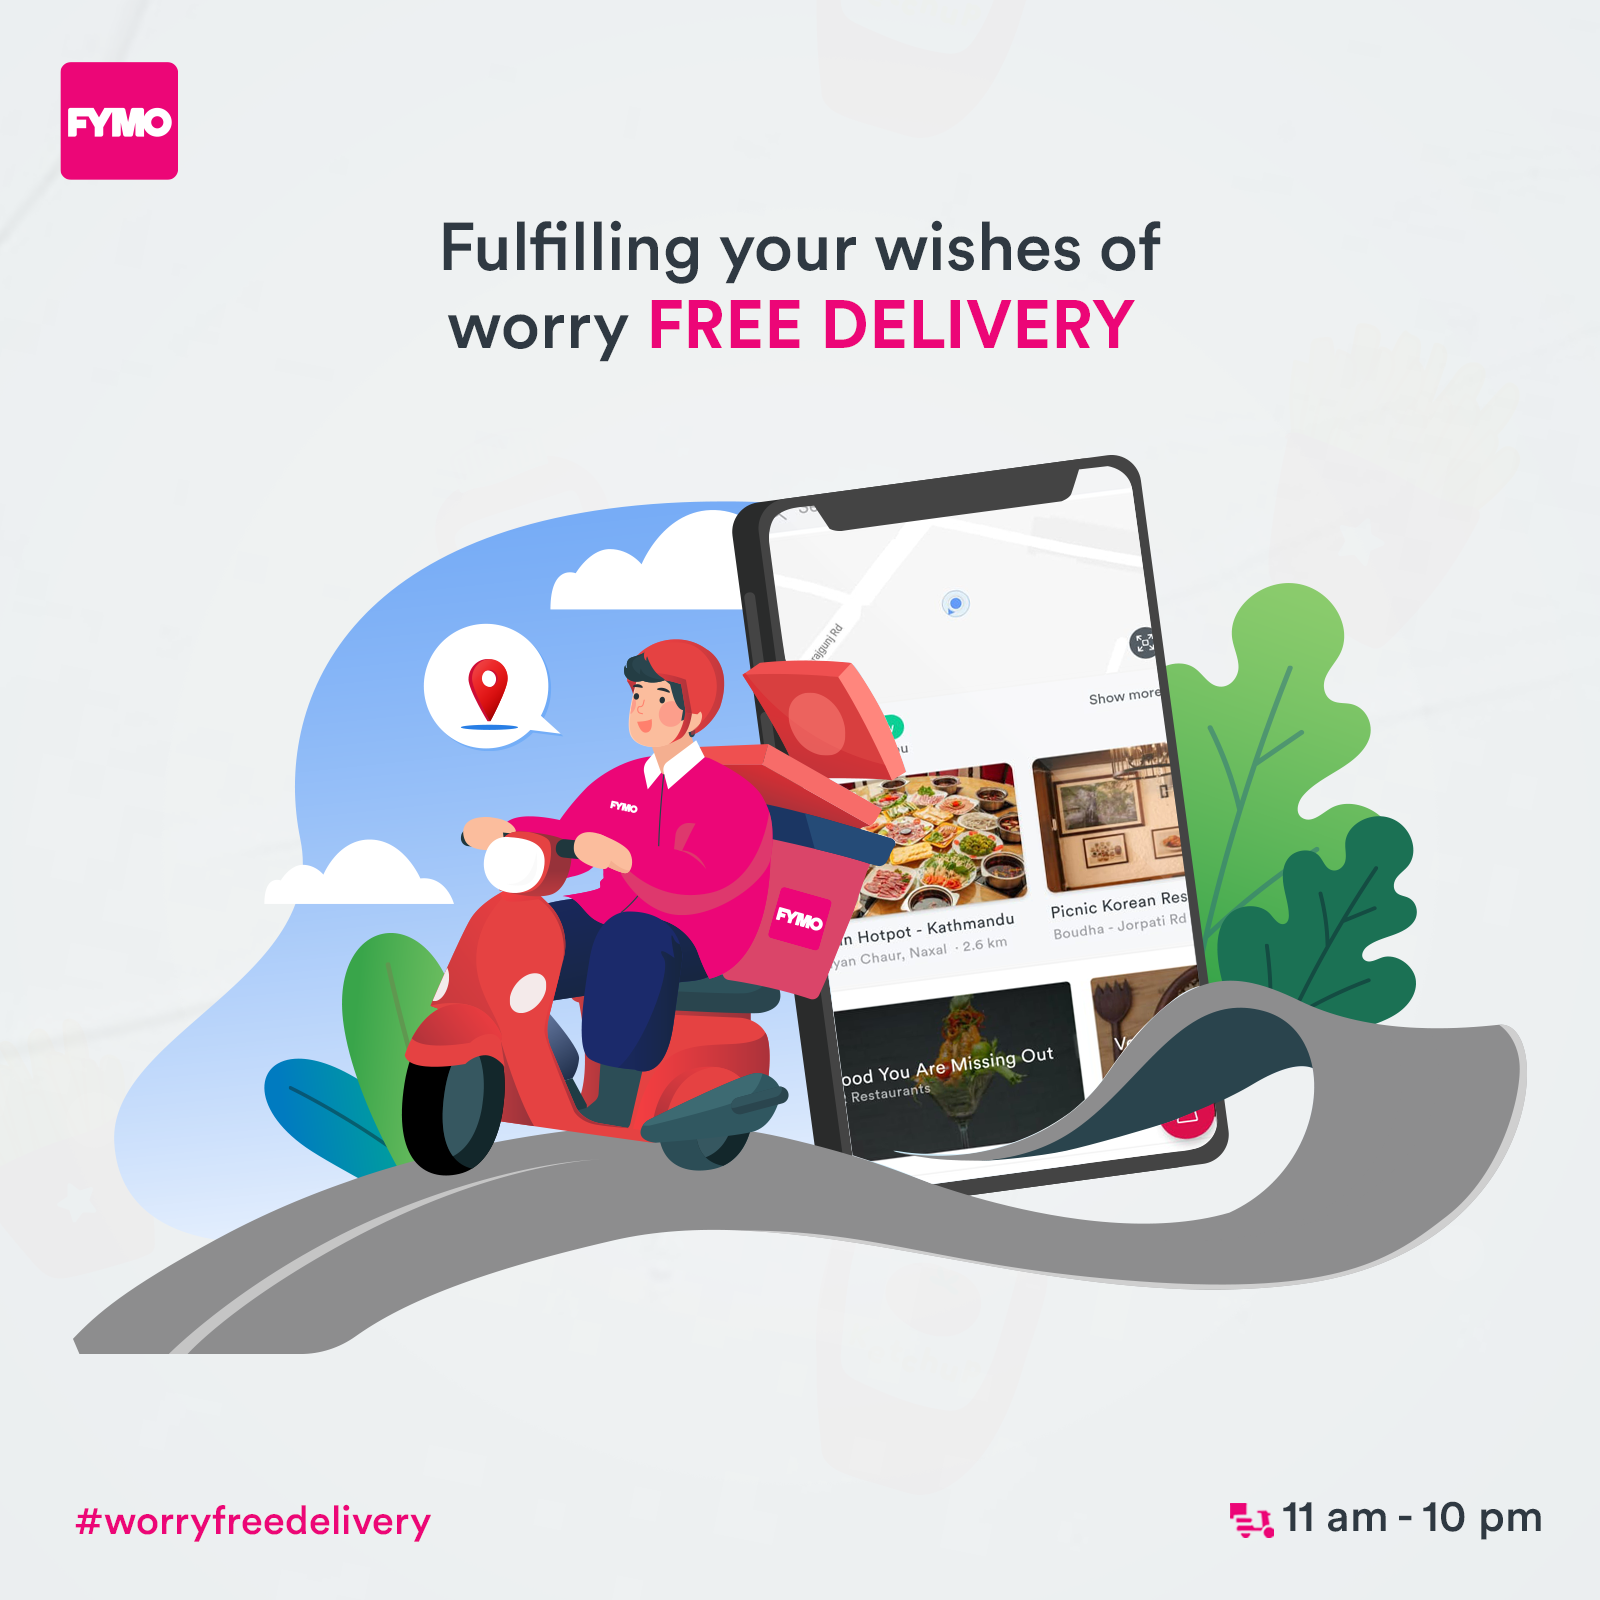 FYMO
Fulfilling your wishes of
worry FREE DELIVERY
Show more
FYMO
FYMO
Hotpot - Kathmandu
Chaur, Naxal · 2.6 km
Picnic Korean
Boudha - Jorpati Rd
You Are Missing Out
Restaurants
#worryfreedelivery
11 am - 10 pm